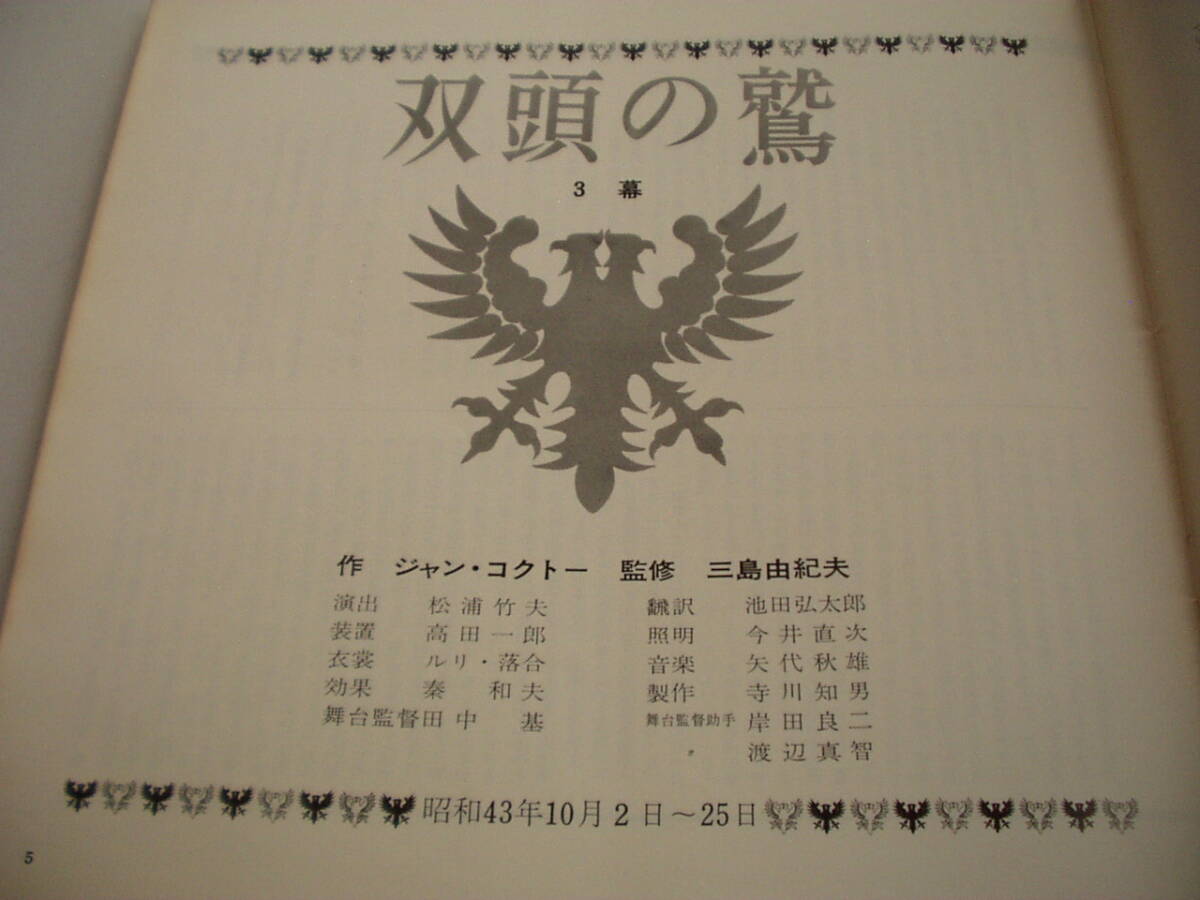 双頭の鷲
3 幕
作 ジャン・コクトー 監修 三島由紀夫
演出 松浦竹夫 飜訳 池田弘太郎
装置 高田一郎 照明 今井直次
衣裳 ルリ・落合 音楽 矢代秋雄
効果 秦 和夫 製作 寺川知男
舞台監督 田中 基 舞台監督助手 岸田良二
〃 渡辺真智
昭和43年10月2日～25日
5